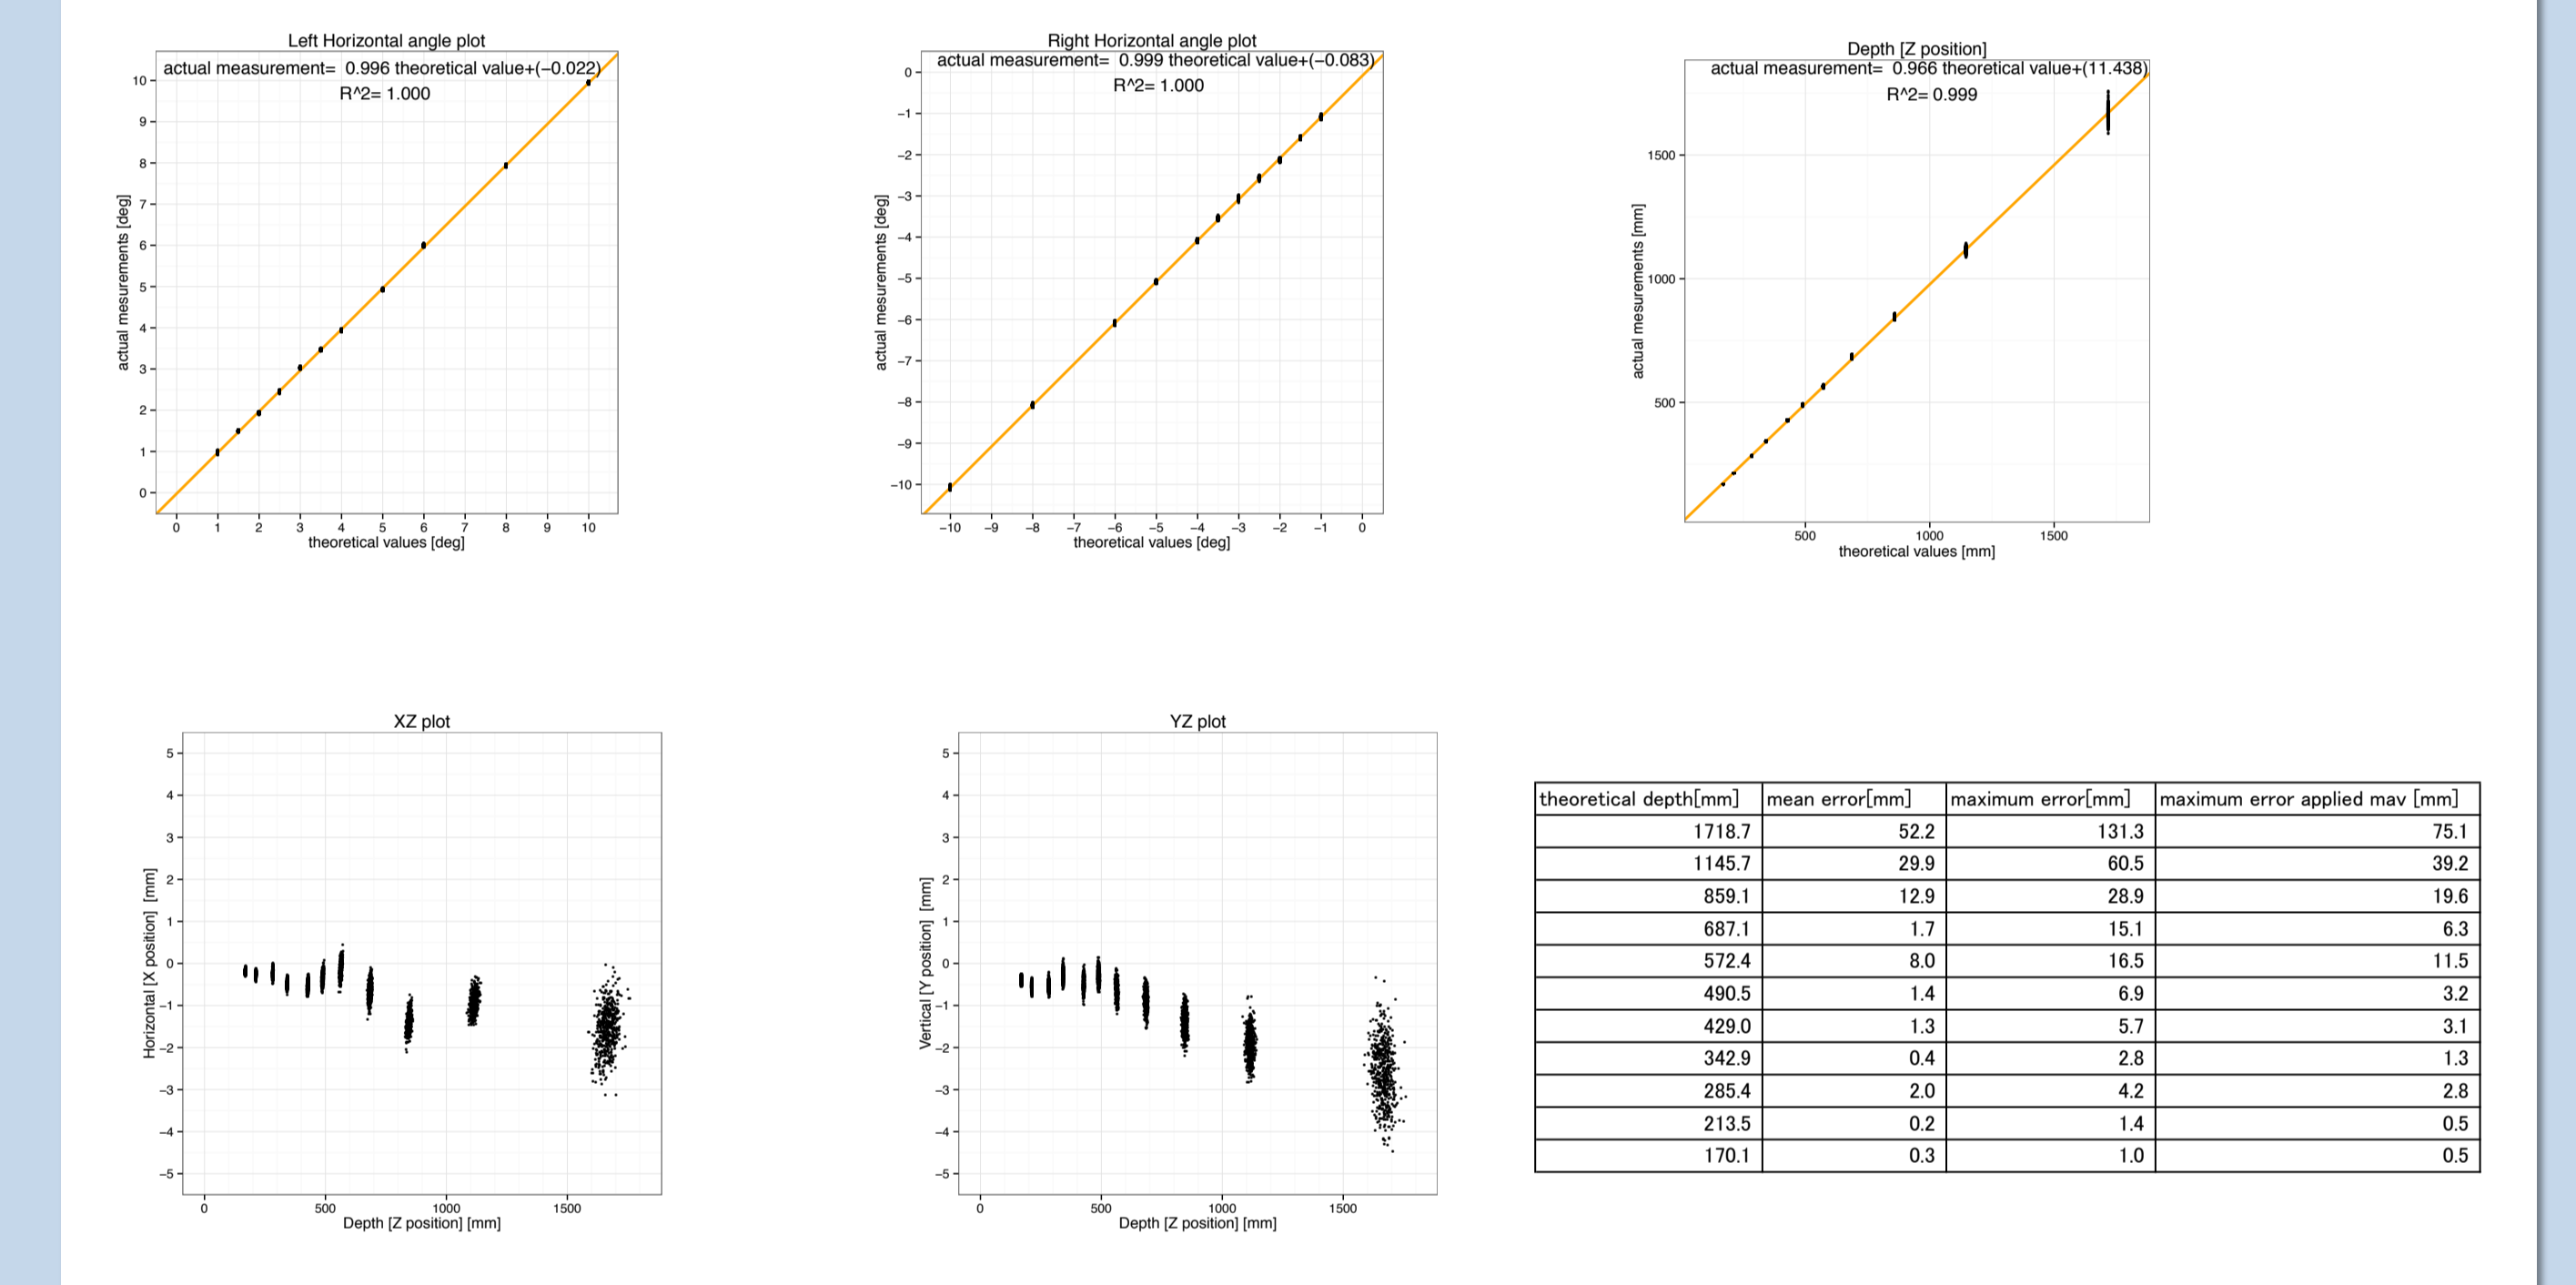 Left Horizontal angle plot
actual measurement= 0.996 theoretical value+(−0.022)
R^2= 1.000
actual mesurements [deg]
10
9
8
7
6
5
4
3
2
1
0
0 1 2 3 4 5 6 7 8 9 10
theoretical values [deg]
Right Horizontal angle plot
actual measurement= 0.999 theoretical value+(−0.083)
R^2= 1.000
actual mesurements [deg]
0
−1
−2
−3
−4
−5
−6
−7
−8
−9
−10
−10 −9 −8 −7 −6 −5 −4 −3 −2 −1 0
theoretical values [deg]
Depth [Z position]
actual measurement= 0.966 theoretical value+(11.438)
R^2= 0.999
actual mesurements [mm]
1500
1000
500
500 1000 1500
theoretical values [mm]
XZ plot
Horizontal [X position] [mm]
5
4
3
2
1
0
−1
−2
−3
−4
−5
0 500 1000 1500
Depth [Z position] [mm]
YZ plot
Vertical [Y position] [mm]
5
4
3
2
1
0
−1
−2
−3
−4
−5
0 500 1000 1500
Depth [Z position] [mm]
theoretical depth[mm] mean error[mm] maximum error[mm] maximum error applied mav [mm]
1718.7 52.2 131.3 75.1
1145.7 29.9 60.5 39.2
859.1 12.9 28.9 19.6
687.1 1.7 15.1 6.3
572.4 8.0 16.5 11.5
490.5 1.4 6.9 3.2
429.0 1.3 5.7 3.1
342.9 0.4 2.8 1.3
285.4 2.0 4.2 2.8
213.5 0.2 1.4 0.5
170.1 0.3 1.0 0.5